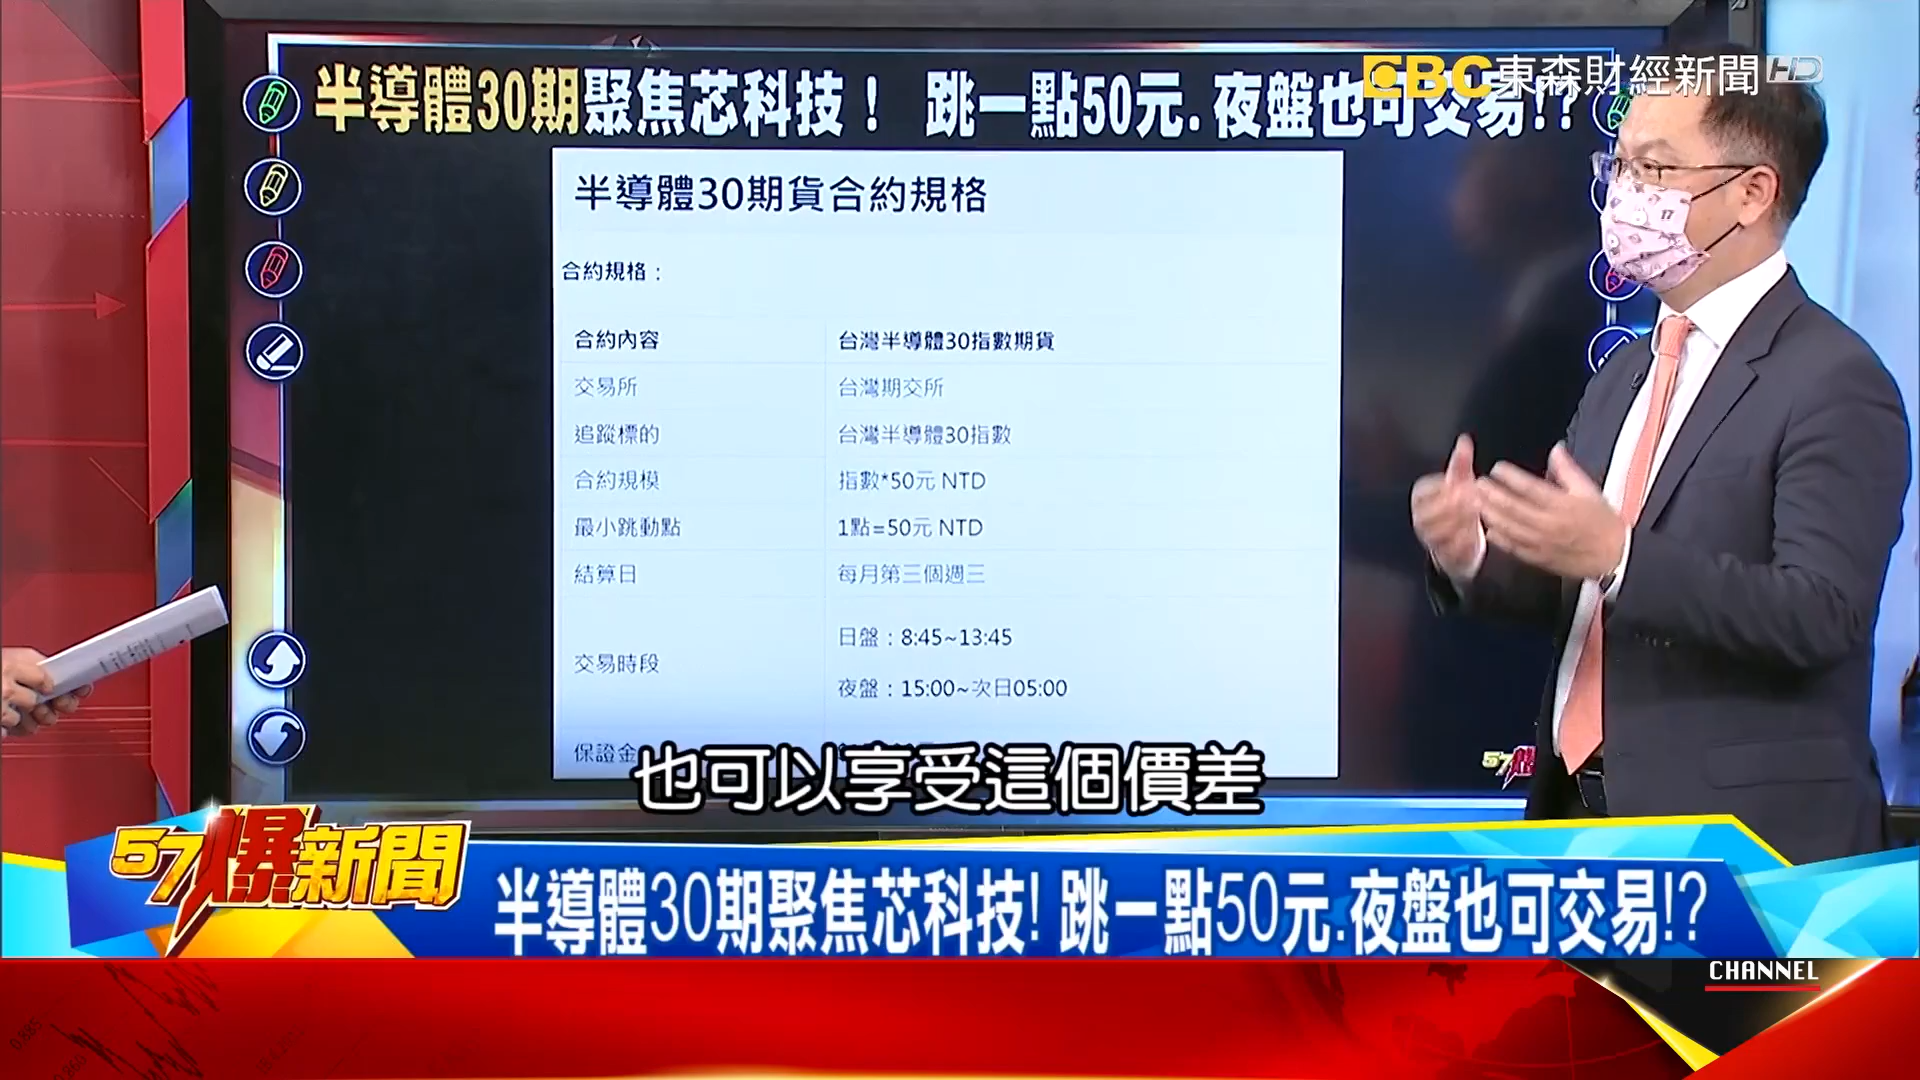 半導體30期聚焦芯科技！ 跳一點50元.夜盤也可交易!?
EBC東森財經新聞HD
半導體30期貨合約規格
合約規格：
合約內容 台灣半導體30指數期貨
交易所 台灣期交所
追蹤標的 台灣半導體30指數
合約規模 指數*50元 NTD
最小跳動點 1點=50元 NTD
結算日 每月第三個週三
交易時段 日盤：8:45~13:45
夜盤：15:00~次日05:00
保證金
也可以享受這個價差
57爆新聞
半導體30期聚焦芯科技! 跳一點50元.夜盤也可交易!?
CHANNEL